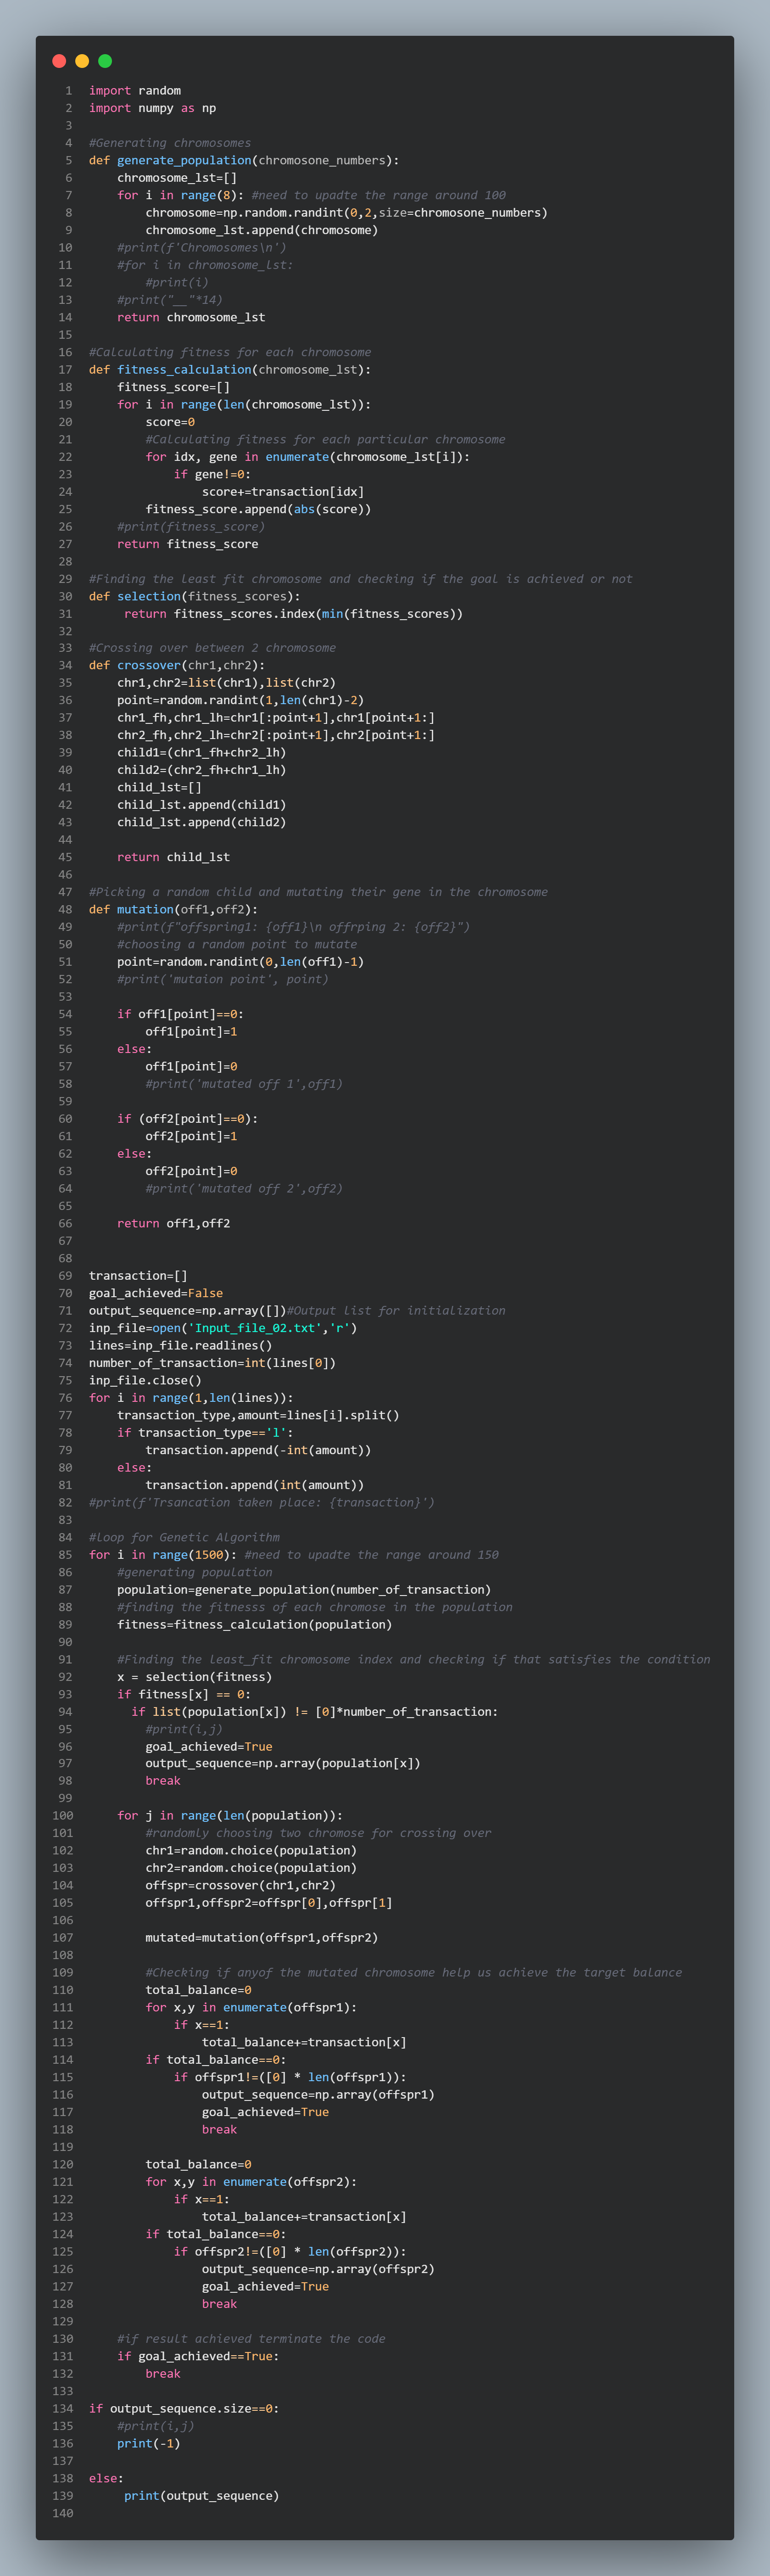 1 import random
2 import numpy as np
3
4 #Generating chromosomes
5 def generate_population(chromosone_numbers):
6     chromosome_lst=[]
7     for i in range(8): #need to upadte the range around 100
8         chromosome=np.random.randint(0,2,size=chromosone_numbers)
9         chromosome_lst.append(chromosome)
10     #print(f'Chromosomes\n')
11     #for i in chromosome_lst:
12         #print(i)
13     #print("__"*14)
14     return chromosome_lst
15
16 #Calculating fitness for each chromosome
17 def fitness_calculation(chromosome_lst):
18     fitness_score=[]
19     for i in range(len(chromosome_lst)):
20         score=0
21         #Calculating fitness for each particular chromosome
22         for idx, gene in enumerate(chromosome_lst[i]):
23             if gene!=0:
24                 score+=transaction[idx]
25         fitness_score.append(abs(score))
26     #print(fitness_score)
27     return fitness_score
28
29 #Finding the least fit chromosome and checking if the goal is achieved or not
30 def selection(fitness_scores):
31      return fitness_scores.index(min(fitness_scores))
32
33 #Crossing over between 2 chromosome
34 def crossover(chr1,chr2):
35     chr1,chr2=list(chr1),list(chr2)
36     point=random.randint(1,len(chr1)-2)
37     chr1_fh,chr1_lh=chr1[:point+1],chr1[point+1:]
38     chr2_fh,chr2_lh=chr2[:point+1],chr2[point+1:]
39     child1=(chr1_fh+chr2_lh)
40     child2=(chr2_fh+chr1_lh)
41     child_lst=[]
42     child_lst.append(child1)
43     child_lst.append(child2)
44
45     return child_lst
46
47 #Picking a random child and mutating their gene in the chromosome
48 def mutation(off1,off2):
49     #print(f"offspring1: {off1}\n offrping 2: {off2}")
50     #choosing a random point to mutate
51     point=random.randint(0,len(off1)-1)
52     #print('mutaion point', point)
53
54     if off1[point]==0:
55         off1[point]=1
56     else:
57         off1[point]=0
58         #print('mutated off 1',off1)
59
60     if (off2[point]==0):
61         off2[point]=1
62     else:
63         off2[point]=0
64         #print('mutated off 2',off2)
65
66     return off1,off2
67
68
69 transaction=[]
70 goal_achieved=False
71 output_sequence=np.array([])#Output list for initialization
72 inp_file=open('Input_file_02.txt','r')
73 lines=inp_file.readlines()
74 number_of_transaction=int(lines[0])
75 inp_file.close()
76 for i in range(1,len(lines)):
77     transaction_type,amount=lines[i].split()
78     if transaction_type=='l':
79         transaction.append(-int(amount))
80     else:
81         transaction.append(int(amount))
82 #print(f'Trsancation taken place: {transaction}')
83
84 #loop for Genetic Algorithm
85 for i in range(1500): #need to upadte the range around 150
86     #generating population
87     population=generate_population(number_of_transaction)
88     #finding the fitnesss of each chromose in the population
89     fitness=fitness_calculation(population)
90
91     #Finding the least_fit chromosome index and checking if that satisfies the condition
92     x = selection(fitness)
93     if fitness[x] == 0:
94       if list(population[x]) != [0]*number_of_transaction:
95         #print(i,j)
96         goal_achieved=True
97         output_sequence=np.array(population[x])
98         break
99
100     for j in range(len(population)):
101         #randomly choosing two chromose for crossing over
102         chr1=random.choice(population)
103         chr2=random.choice(population)
104         offspr=crossover(chr1,chr2)
105         offspr1,offspr2=offspr[0],offspr[1]
106
107         mutated=mutation(offspr1,offspr2)
108
109         #Checking if anyof the mutated chromosome help us achieve the target balance
110         total_balance=0
111         for x,y in enumerate(offspr1):
112             if x==1:
113                 total_balance+=transaction[x]
114         if total_balance==0:
115             if offspr1!=([0] * len(offspr1)):
116                 output_sequence=np.array(offspr1)
117                 goal_achieved=True
118                 break
119
120         total_balance=0
121         for x,y in enumerate(offspr2):
122             if x==1:
123                 total_balance+=transaction[x]
124         if total_balance==0:
125             if offspr2!=([0] * len(offspr2)):
126                 output_sequence=np.array(offspr2)
127                 goal_achieved=True
128                 break
129
130     #if result achieved terminate the code
131     if goal_achieved==True:
132         break
133
134 if output_sequence.size==0:
135     #print(i,j)
136     print(-1)
137
138 else:
139      print(output_sequence)
140